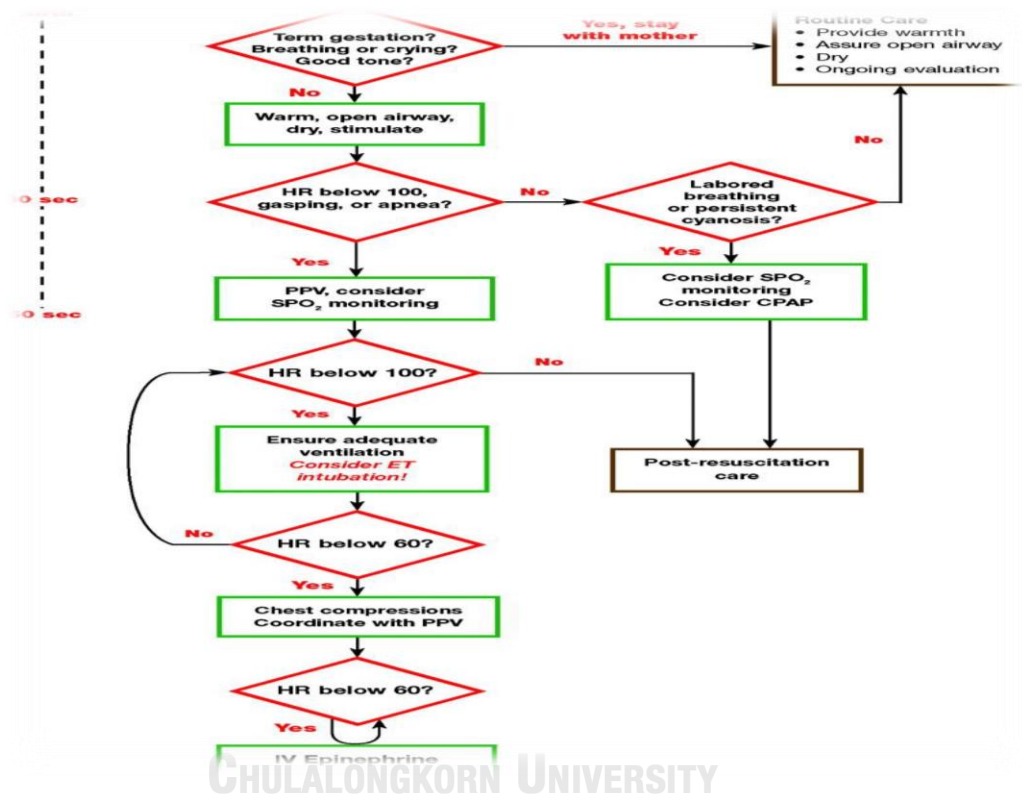 Term gestation?
Breathing or crying?
Good tone?
Yes, stay
with mother
Routine Care
• Provide warmth
• Assure open airway
• Dry
• Ongoing evaluation
No
Warm, open airway,
dry, stimulate
No
HR below 100,
gasping, or apnea?
No
Labored
breathing
or persistent
cyanosis?
sec
Yes
Yes
PPV, consider
SPO₂ monitoring
Consider SPO₂
monitoring
Consider CPAP
sec
HR below 100?
No
Yes
Ensure adequate
ventilation
Consider ET
intubation!
Post-resuscitation
care
No
HR below 60?
Yes
Chest compressions
Coordinate with PPV
HR below 60?
Yes
IV Epinephrine
CHULALONGKORN UNIVERSITY